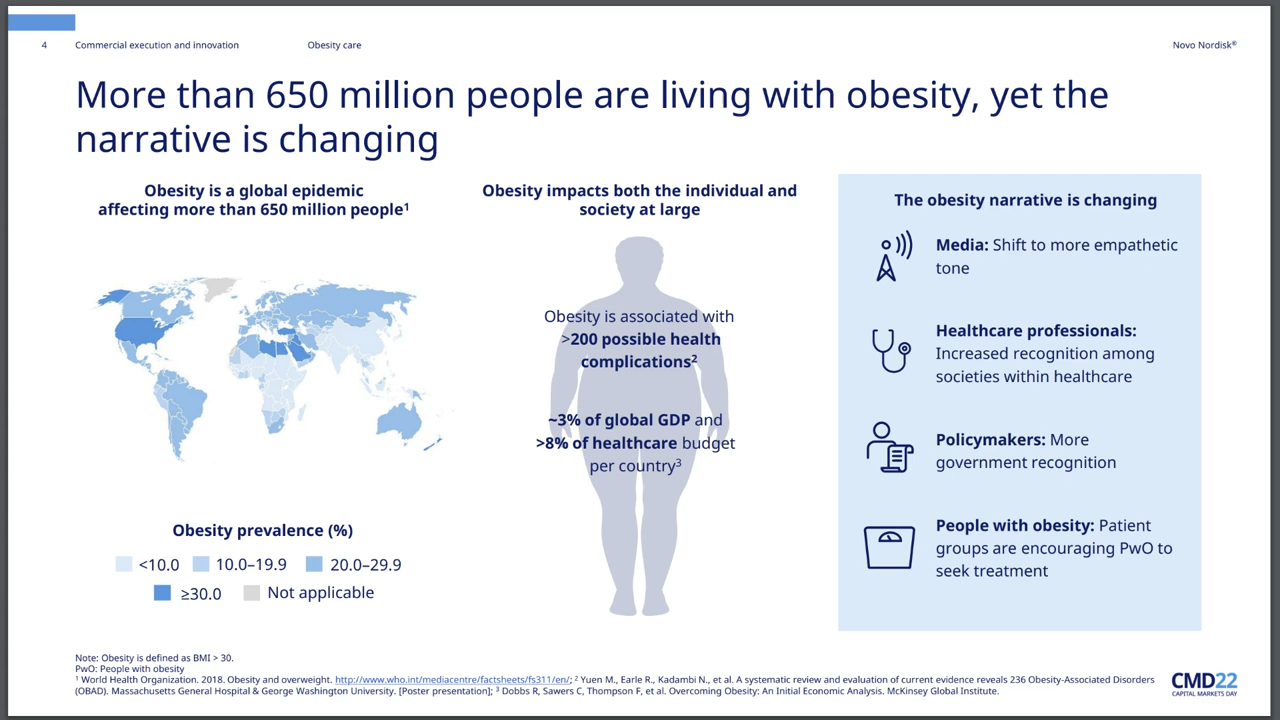 4 Commercial execution and innovation Obesity care Novo Nordisk®
More than 650 million people are living with obesity, yet the
narrative is changing
Obesity is a global epidemic
affecting more than 650 million people¹
Obesity impacts both the individual and
society at large
Obesity is associated with
>200 possible health
complications²
~3% of global GDP and
>8% of healthcare budget
per country³
Obesity prevalence (%)
<10.0 10.0–19.9 20.0–29.9
≥30.0 Not applicable
The obesity narrative is changing
Media: Shift to more empathetic
tone
Healthcare professionals:
Increased recognition among
societies within healthcare
Policymakers: More
government recognition
People with obesity: Patient
groups are encouraging PwO to
seek treatment
Note: Obesity is defined as BMI > 30.
PwO: People with obesity
¹ World Health Organization. 2018. Obesity and overweight. http://www.who.int/mediacentre/factsheets/fs311/en/; ² Yuen M., Earle R., Kadambi N., et al. A systematic review and evaluation of current evidence reveals 236 Obesity-Associated Disorders
(OBAD). Massachusetts General Hospital & George Washington University. [Poster presentation]; ³ Dobbs R, Sawers C, Thompson F, et al. Overcoming Obesity: An Initial Economic Analysis. McKinsey Global Institute.
CMD22
CAPITAL MARKETS DAY